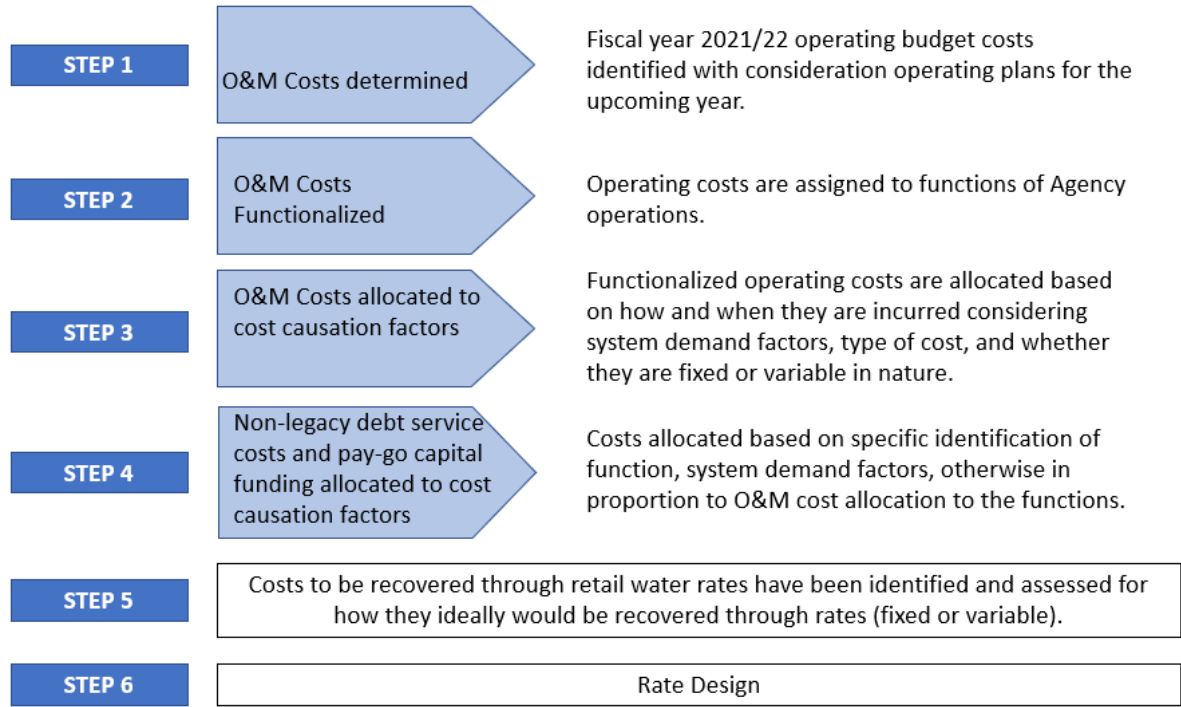 STEP 1
O&M Costs determined
Fiscal year 2021/22 operating budget costs
identified with consideration operating plans for the
upcoming year.
STEP 2
O&M Costs
Functionalized
Operating costs are assigned to functions of Agency
operations.
STEP 3
O&M Costs allocated to
cost causation factors
Functionalized operating costs are allocated based
on how and when they are incurred considering
system demand factors, type of cost, and whether
they are fixed or variable in nature.
STEP 4
Non-legacy debt service
costs and pay-go capital
funding allocated to cost
causation factors
Costs allocated based on specific identification of
function, system demand factors, otherwise in
proportion to O&M cost allocation to the functions.
STEP 5
Costs to be recovered through retail water rates have been identified and assessed for
how they ideally would be recovered through rates (fixed or variable).
STEP 6
Rate Design